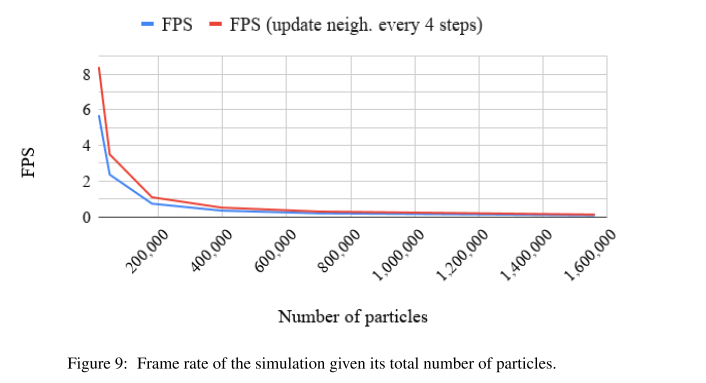 FPS FPS (update neigh. every 4 steps)
8
6
4
2
0
FPS
200,000 400,000 600,000 800,000 1,000,000 1,200,000 1,400,000 1,600,000
Number of particles
Figure 9: Frame rate of the simulation given its total number of particles.